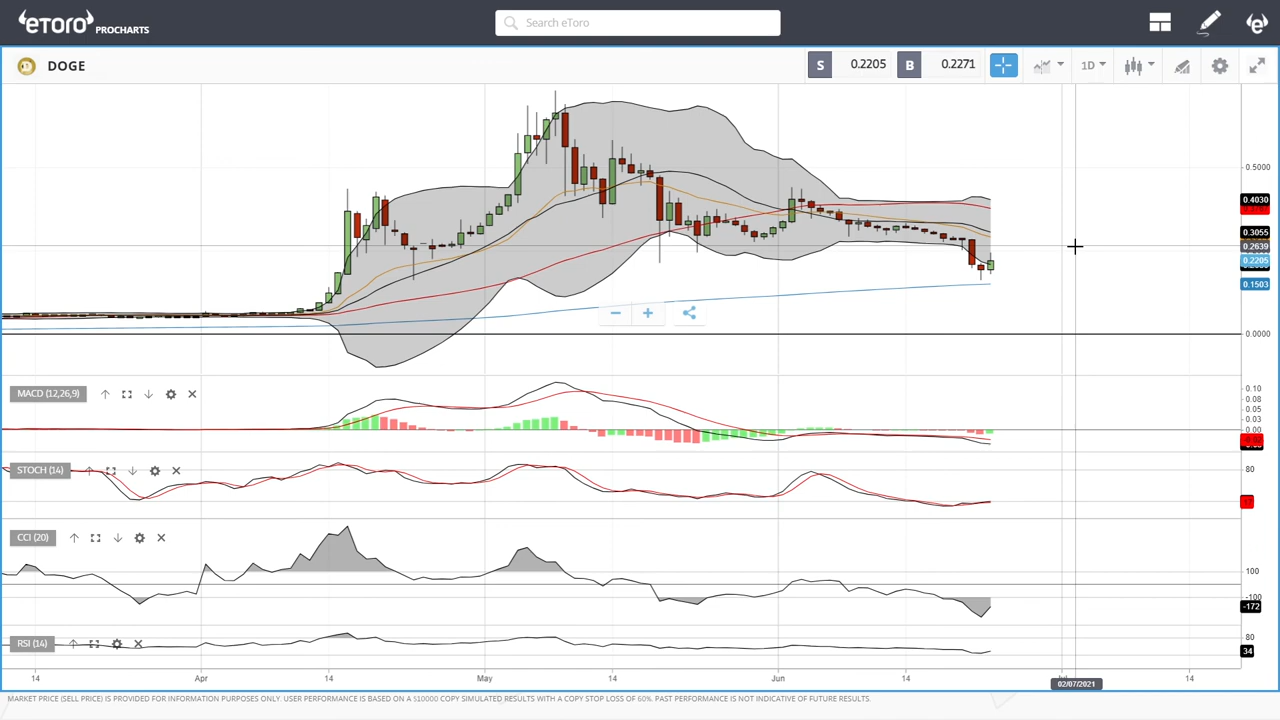 eTORO PROCHARTS
Search eToro
DOGE
S 0.2205 B 0.2271
1D
0.5000
0.4030
0.3055
0.2639
0.2205
0.1503
0.0000
MACD (12,26,9)
0.10
0.08
0.05
0.03
0.00
STOCH (14)
80
CCI (20)
100
-100
-172
RSI (14)
80
34
14 Apr 14 May 14 Jun 14 14
02/07/2021
MARKET PRICE (SELL PRICE) IS PROVIDED FOR INFORMATION PURPOSES ONLY. USER PERFORMANCE IS BASED ON A $10000 COPY SIMULATED RESULTS WITH A COPY STOP LOSS OF 60%. PAST PERFORMANCE IS NOT INDICATIVE OF FUTURE RESULTS.